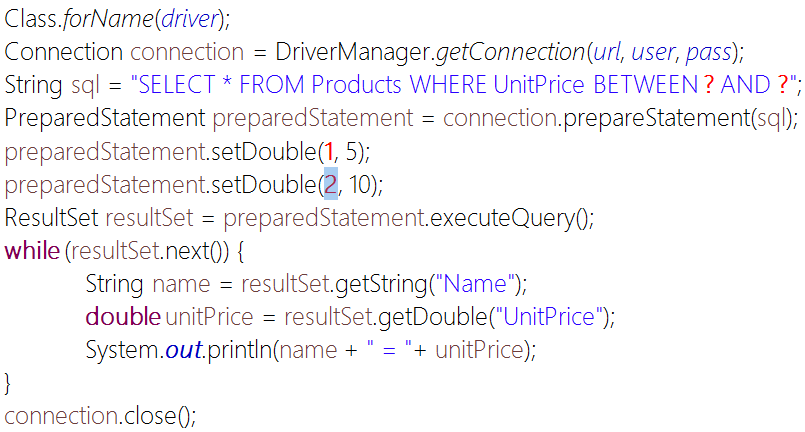 Class.forName(driver);
Connection connection = DriverManager.getConnection(url, user, pass);
String sql = "SELECT * FROM Products WHERE UnitPrice BETWEEN ? AND ?";
PreparedStatement preparedStatement = connection.prepareStatement(sql);
preparedStatement.setDouble(1, 5);
preparedStatement.setDouble(2, 10);
ResultSet resultSet = preparedStatement.executeQuery();
while (resultSet.next()) {
String name = resultSet.getString("Name");
double unitPrice = resultSet.getDouble("UnitPrice");
System.out.println(name + " = "+ unitPrice);
}
connection.close();